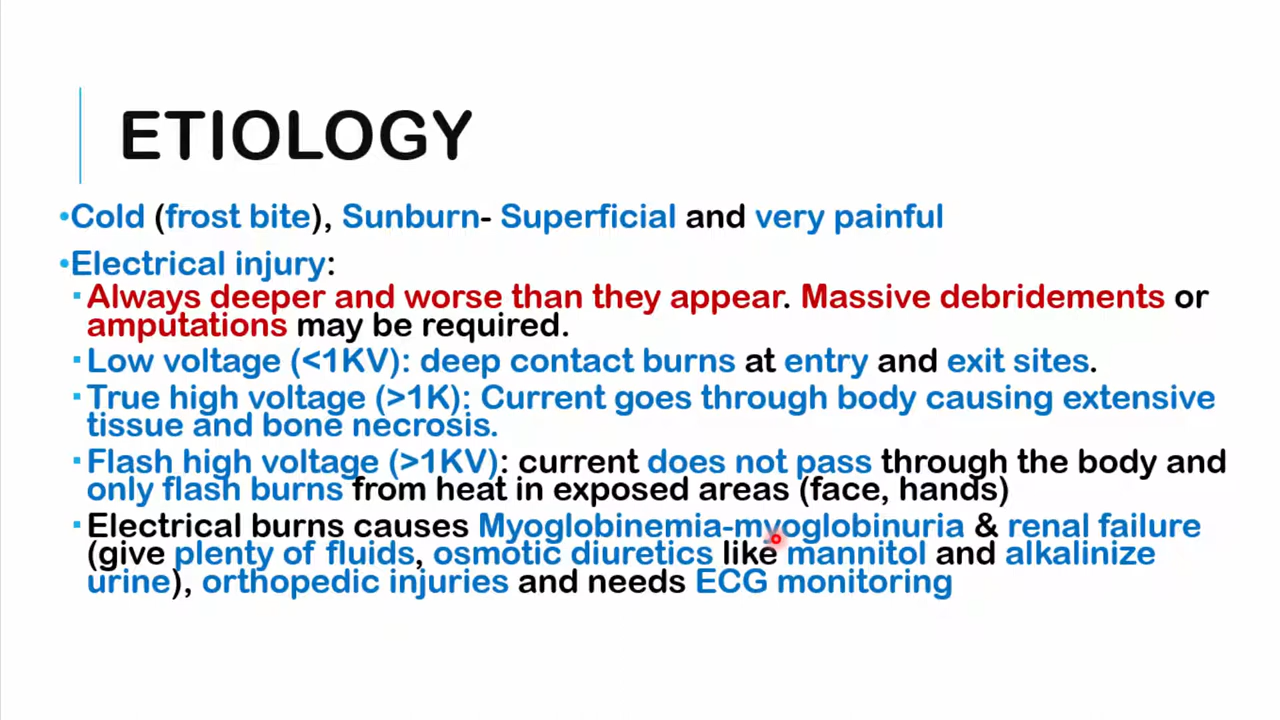 ETIOLOGY
•Cold (frost bite), Sunburn- Superficial and very painful
•Electrical injury:
▪Always deeper and worse than they appear. Massive debridements or
amputations may be required.
▪Low voltage (<1KV): deep contact burns at entry and exit sites.
▪True high voltage (>1K): Current goes through body causing extensive
tissue and bone necrosis.
▪Flash high voltage (>1KV): current does not pass through the body and
only flash burns from heat in exposed areas (face, hands)
▪Electrical burns causes Myoglobinemia-myoglobinuria & renal failure
(give plenty of fluids, osmotic diuretics like mannitol and alkalinize
urine), orthopedic injuries and needs ECG monitoring